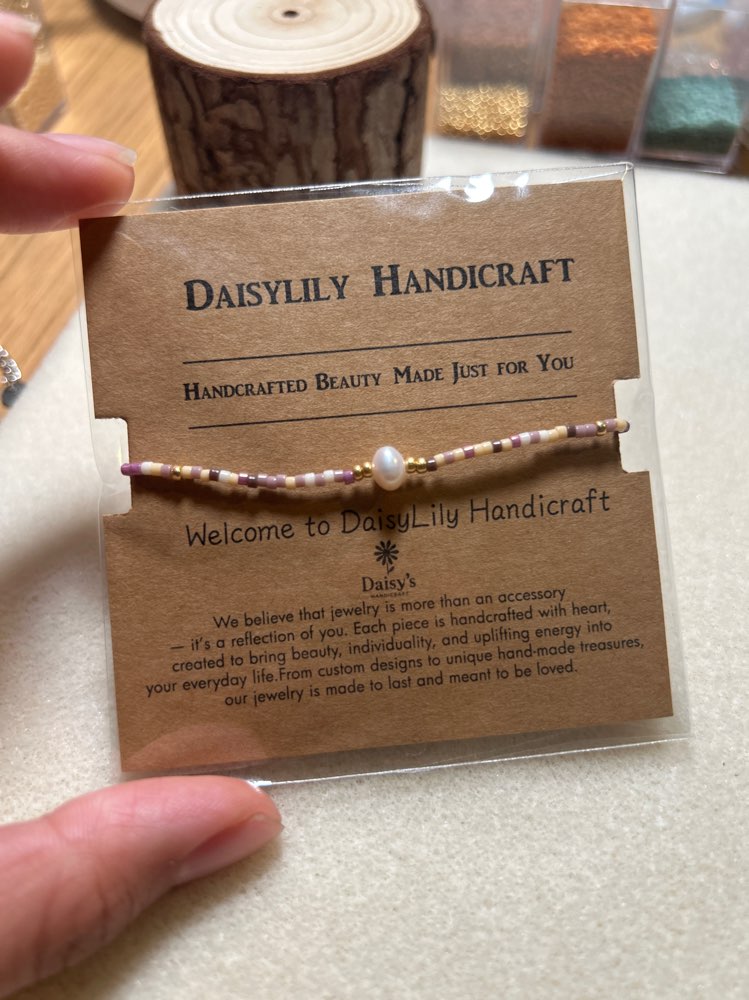 DAISYLILY HANDICRAFT
HANDCRAFTED BEAUTY MADE JUST FOR YOU
Welcome to DaisyLily Handicraft
Daisy's
HANDICRAFT
We believe that jewelry is more than an accessory
— it's a reflection of you. Each piece is handcrafted with heart,
created to bring beauty, individuality, and uplifting energy into
your everyday life.From custom designs to unique hand-made treasures,
our jewelry is made to last and meant to be loved.